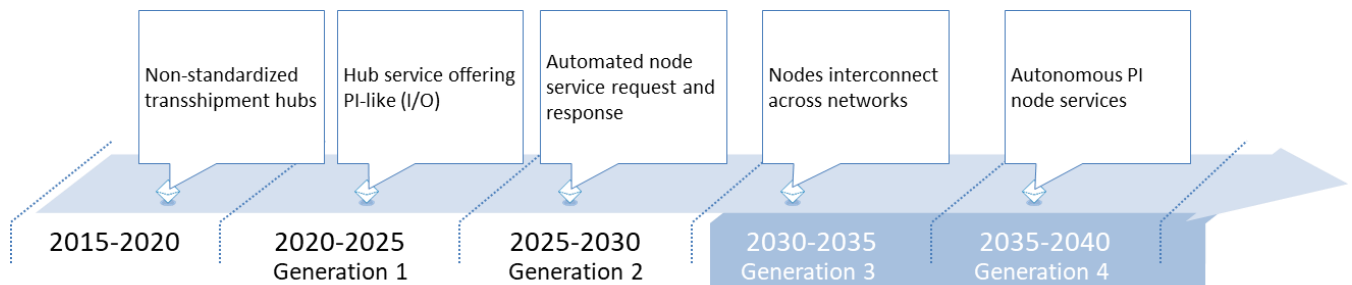 Non-standardized
transshipment hubs
Hub service offering
PI-like (I/O)
Automated node
service request and
response
Nodes interconnect
across networks
Autonomous PI
node services
2015-2020
2020-2025
Generation 1
2025-2030
Generation 2
2030-2035
Generation 3
2035-2040
Generation 4